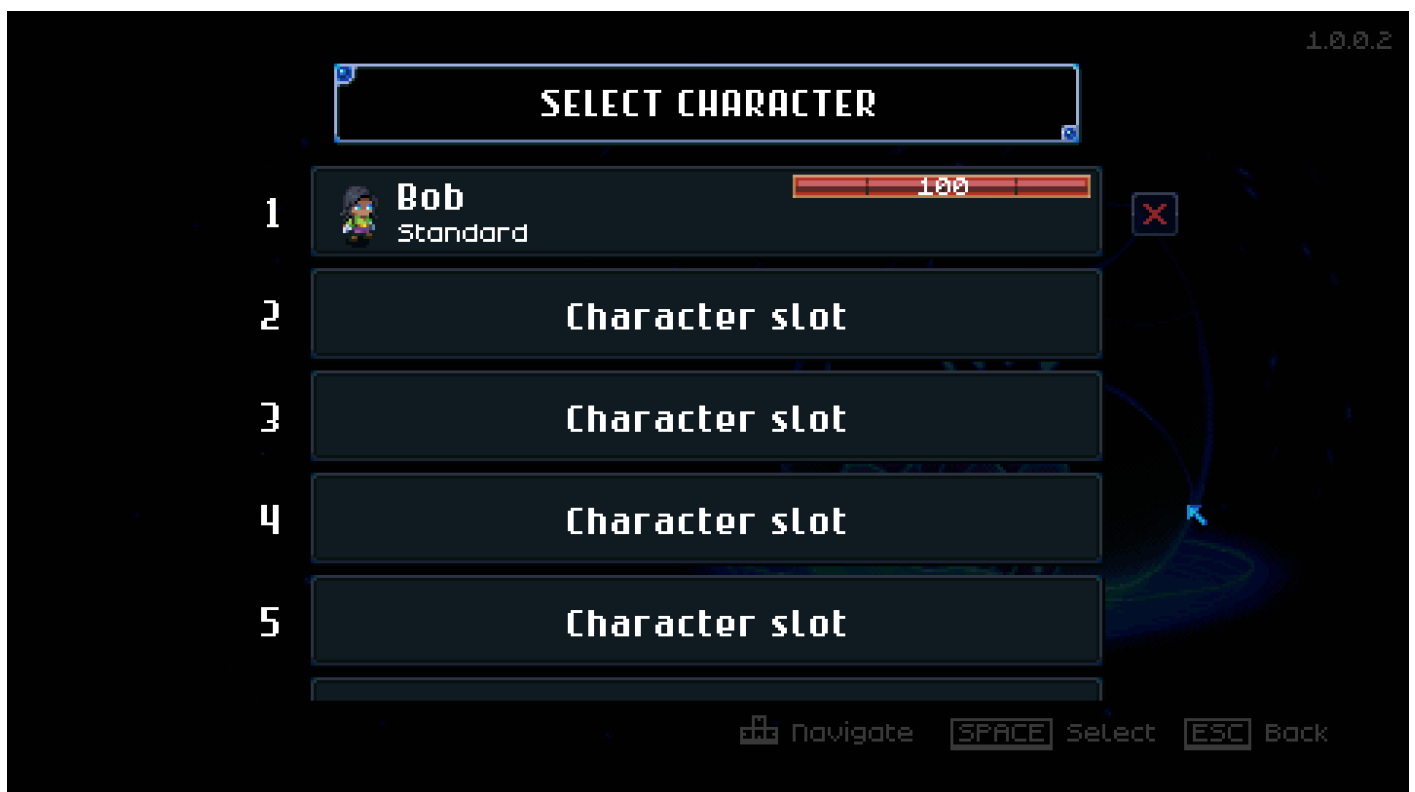 1.0.0.2
SELECT CHARACTER
1
Bob
Standard
100
2
Character slot
3
Character slot
4
Character slot
5
Character slot
Navigate SPACE Select ESC Back